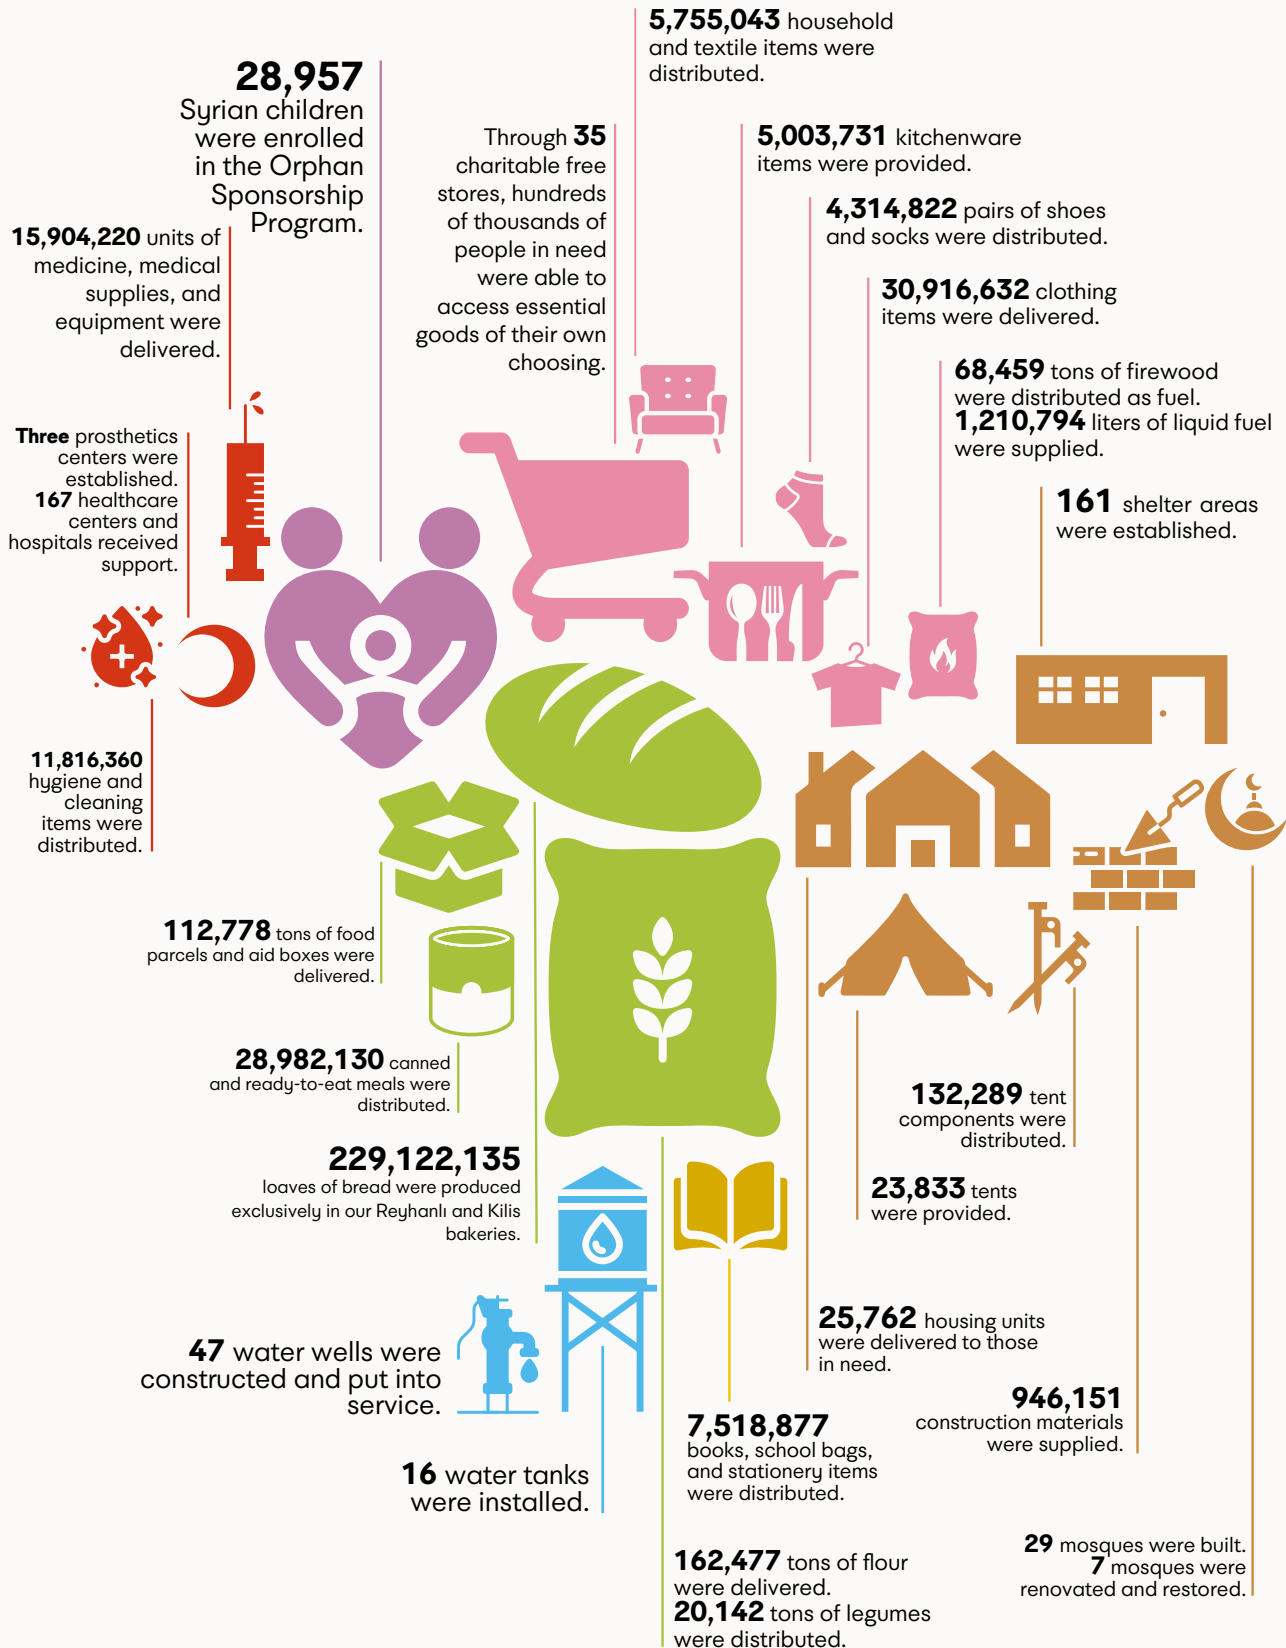 5,755,043 household
and textile items were
distributed.
28,957
Syrian children
were enrolled
in the Orphan
Sponsorship
Program.
Through 35
charitable free
stores, hundreds
of thousands of
people in need
were able to
access essential
goods of their own
choosing.
5,003,731 kitchenware
items were provided.
4,314,822 pairs of shoes
and socks were distributed.
15,904,220 units of
medicine, medical
supplies, and
equipment were
delivered.
30,916,632 clothing
items were delivered.
68,459 tons of firewood
were distributed as fuel.
1,210,794 liters of liquid fuel
were supplied.
Three prosthetics
centers were
established.
167 healthcare
centers and
hospitals received
support.
161 shelter areas
were established.
11,816,360
hygiene and
cleaning
items were
distributed.
112,778 tons of food
parcels and aid boxes were
delivered.
28,982,130 canned
and ready-to-eat meals were
distributed.
132,289 tent
components were
distributed.
229,122,135
loaves of bread were produced
exclusively in our Reyhanlı and Kilis
bakeries.
23,833 tents
were provided.
47 water wells were
constructed and put into
service.
25,762 housing units
were delivered to those
in need.
946,151
construction materials
were supplied.
7,518,877
books, school bags,
and stationery items
were distributed.
16 water tanks
were installed.
29 mosques were built.
7 mosques were
renovated and restored.
162,477 tons of flour
were delivered.
20,142 tons of legumes
were distributed.